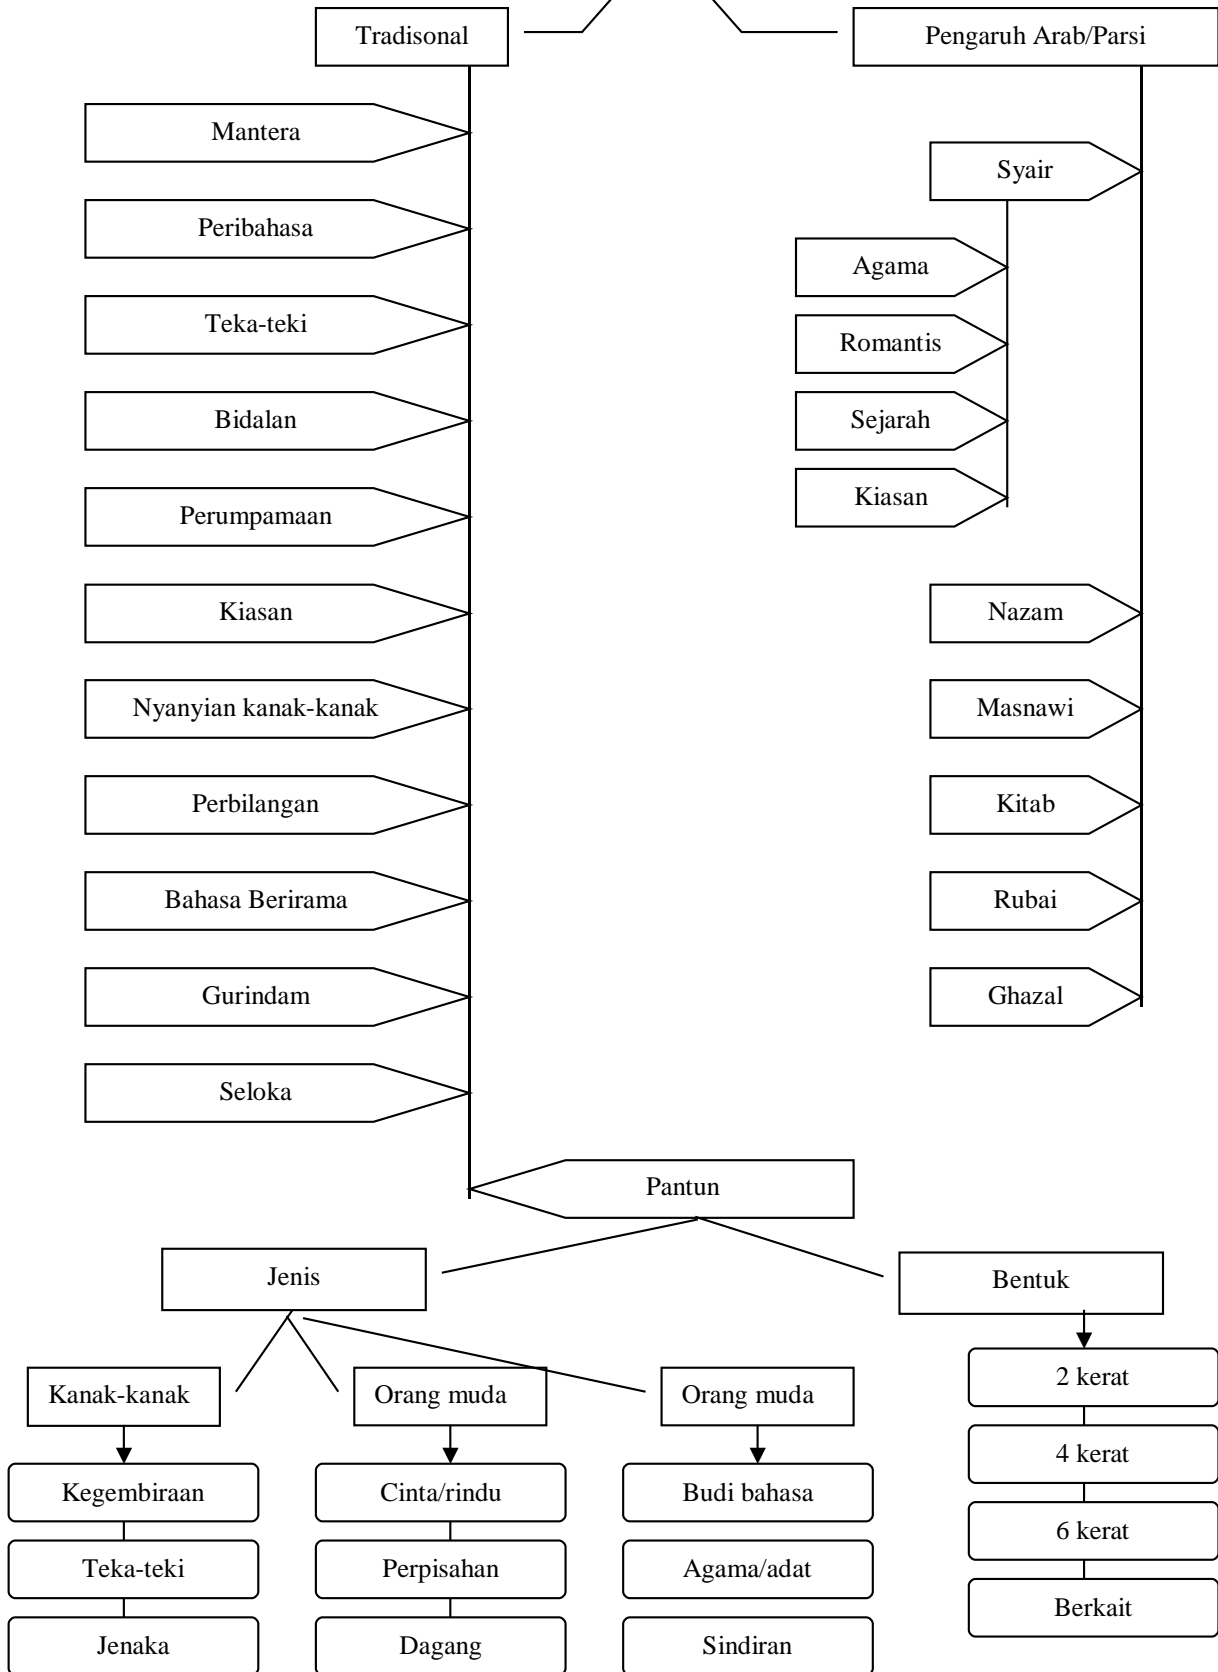 Tradisonal
Pengaruh Arab/Parsi
Mantera
Peribahasa
Teka-teki
Bidalan
Perumpamaan
Kiasan
Nyanyian kanak-kanak
Perbilangan
Bahasa Berirama
Gurindam
Seloka
Syair
Agama
Romantis
Sejarah
Kiasan
Nazam
Masnawi
Kitab
Rubai
Ghazal
Pantun
Jenis
Bentuk
Kanak-kanak
Kegembiraan
Teka-teki
Jenaka
Orang muda
Cinta/rindu
Perpisahan
Dagang
Orang muda
Budi bahasa
Agama/adat
Sindiran
2 kerat
4 kerat
6 kerat
Berkait